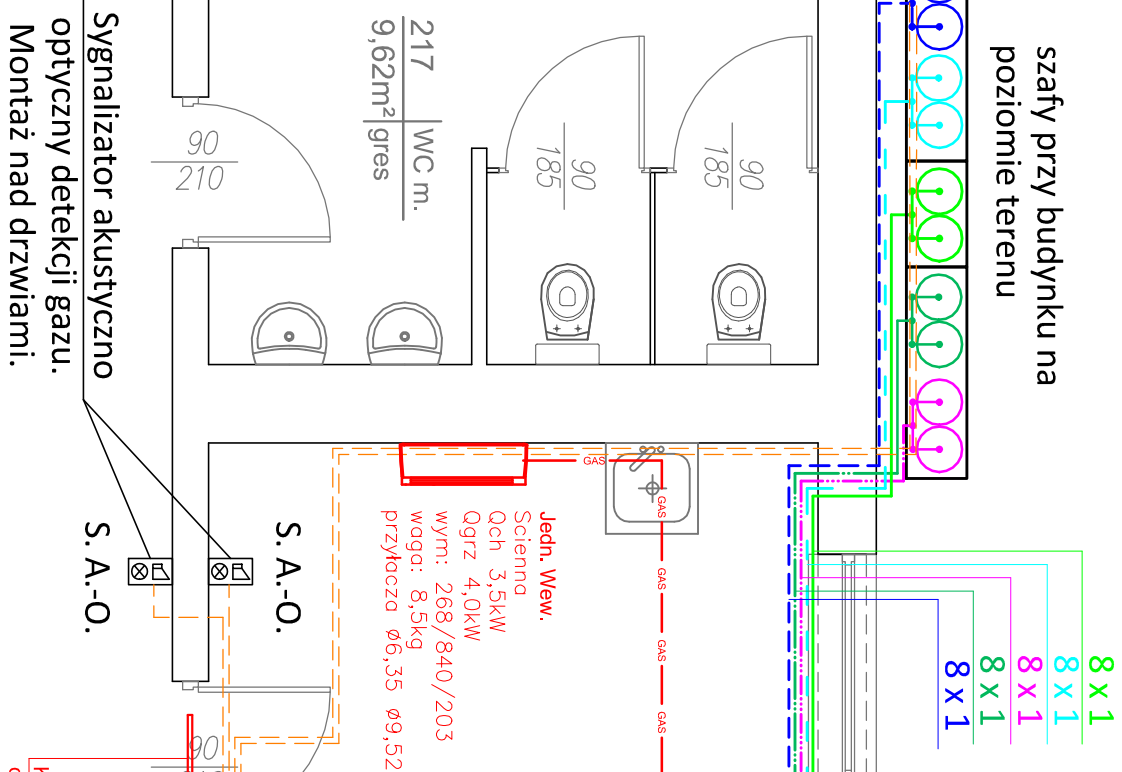 szafy przy budynku na
poziomie terenu
217
9,62m²
WC m.
gres
90
185
90
185
90
210
Sygnalizator akustyczno
optyczny detekcji gazu.
Montaż nad drzwiami.
S. A.-O.
S. A.-O.
Jedn. Wew.
Scienna
Qch 3,5kW
Qgrz 4,0kW
wym: 268/840/203
waga: 8,5kg
przyłacza ø6,35 ø9,52
GAS
GAS
GAS
GAS
GAS
8 x 1
8 x 1
8 x 1
8 x 1
8 x 1
90